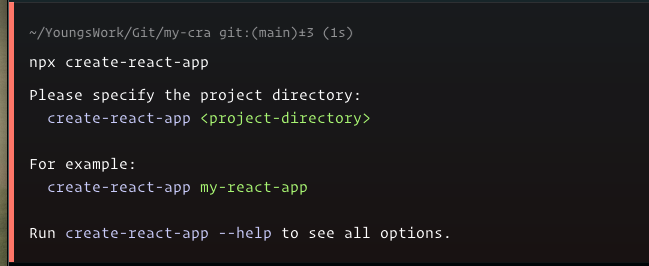 ~/YoungsWork/Git/my-cra git:(main)±3 (1s)
npx create-react-app
Please specify the project directory:
create-react-app <project-directory>
For example:
create-react-app my-react-app
Run create-react-app --help to see all options.